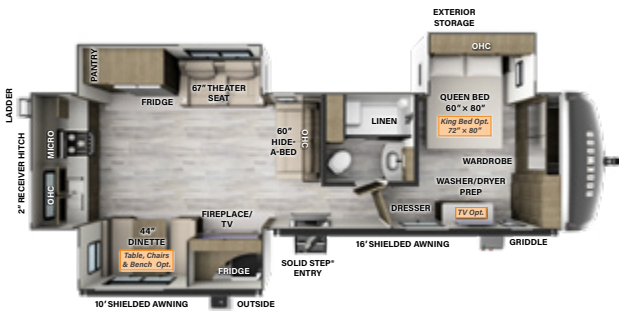 EXTERIOR
STORAGE
OHC
PANTRY
LADDER
67" THEATER
SEAT
FRIDGE
QUEEN BED
60" × 80"
King Bed Opt.
72" × 80"
LINEN
60"
HIDE-
A-BED
OHC
MICRO
2" RECEIVER HITCH
OHC
WARDROBE
WASHER/DRYER
PREP
DRESSER
TV Opt.
FIREPLACE/
TV
44"
DINETTE
Table, Chairs
& Bench Opt.
FRIDGE
SOLID STEP®
ENTRY
16' SHIELDED AWNING
GRIDDLE
10' SHIELDED AWNING
OUTSIDE
ROCKWOOD